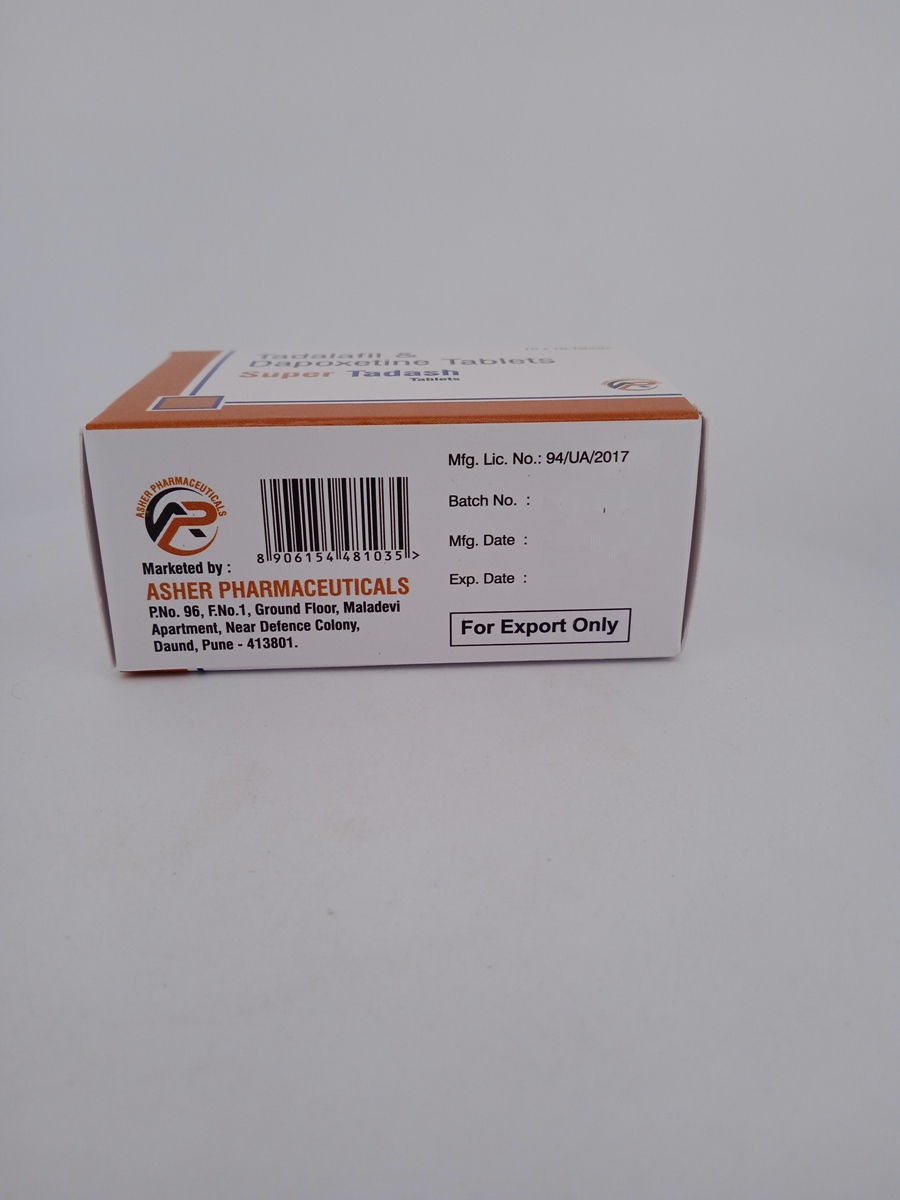 Tadalafil &
Dapoxetine Tablets
Super Tadash
Tablets
ASHER PHARMACEUTICALS
8 906154 481035 >
Marketed by :
ASHER PHARMACEUTICALS
P.No. 96, F.No.1, Ground Floor, Maladevi
Apartment, Near Defence Colony,
Daund, Pune - 413801.
Mfg. Lic. No.: 94/UA/2017
Batch No. :
Mfg. Date :
Exp. Date :
For Export Only